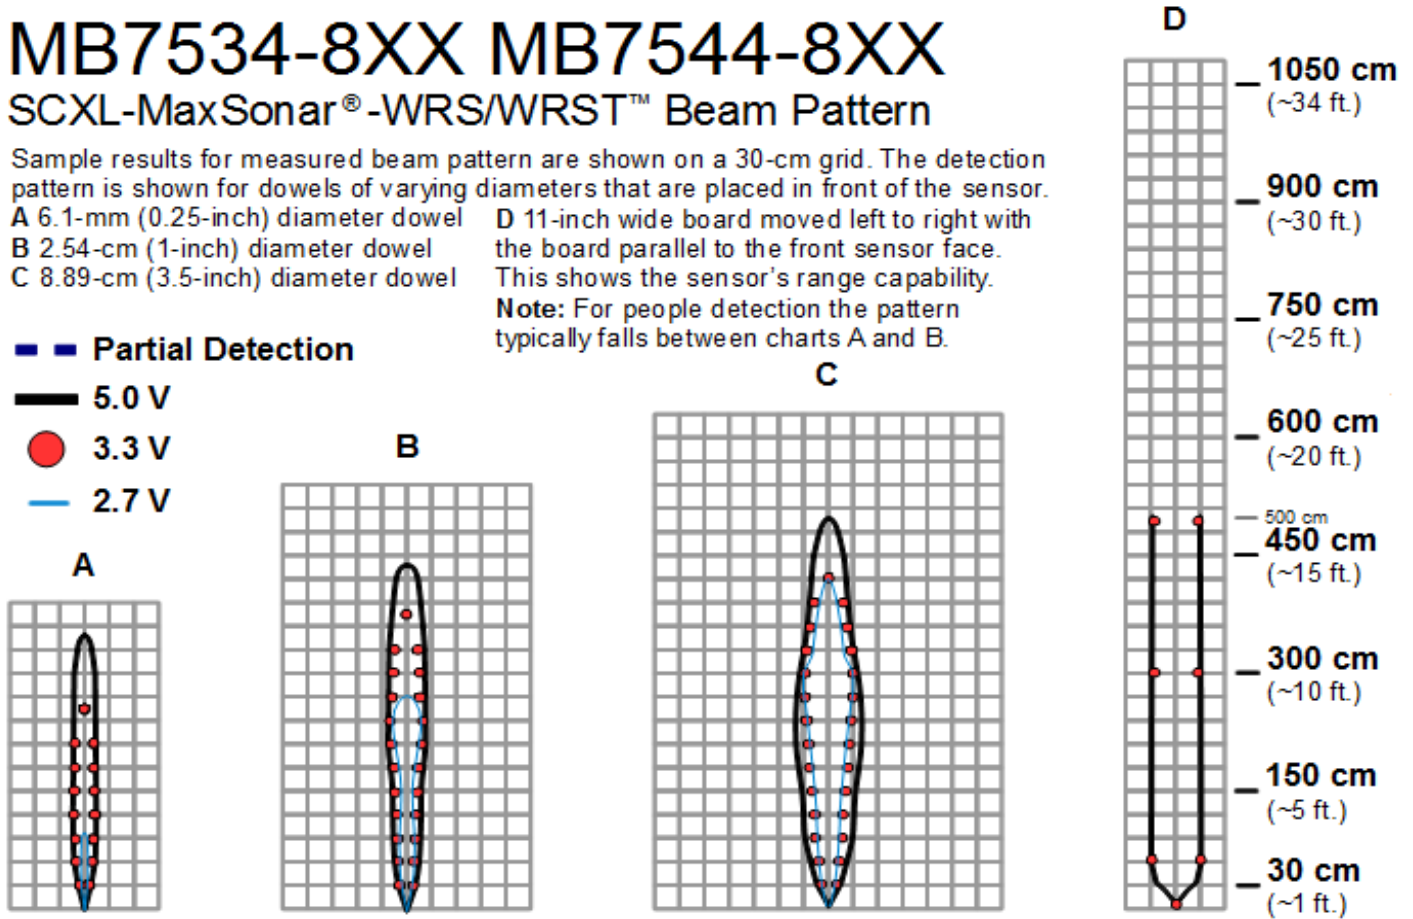 MB7534-8XX MB7544-8XX
SCXL-MaxSonar®-WRS/WRST™ Beam Pattern
Sample results for measured beam pattern are shown on a 30-cm grid. The detection
pattern is shown for dowels of varying diameters that are placed in front of the sensor.
A 6.1-mm (0.25-inch) diameter dowel
B 2.54-cm (1-inch) diameter dowel
C 8.89-cm (3.5-inch) diameter dowel
D 11-inch wide board moved left to right with
the board parallel to the front sensor face.
This shows the sensor's range capability.
Note: For people detection the pattern
typically falls between charts A and B.
Partial Detection
5.0 V
3.3 V
2.7 V
A
B
C
D
1050 cm
(~34 ft.)
900 cm
(~30 ft.)
750 cm
(~25 ft.)
600 cm
(~20 ft.)
500 cm
450 cm
(~15 ft.)
300 cm
(~10 ft.)
150 cm
(~5 ft.)
30 cm
(~1 ft.)